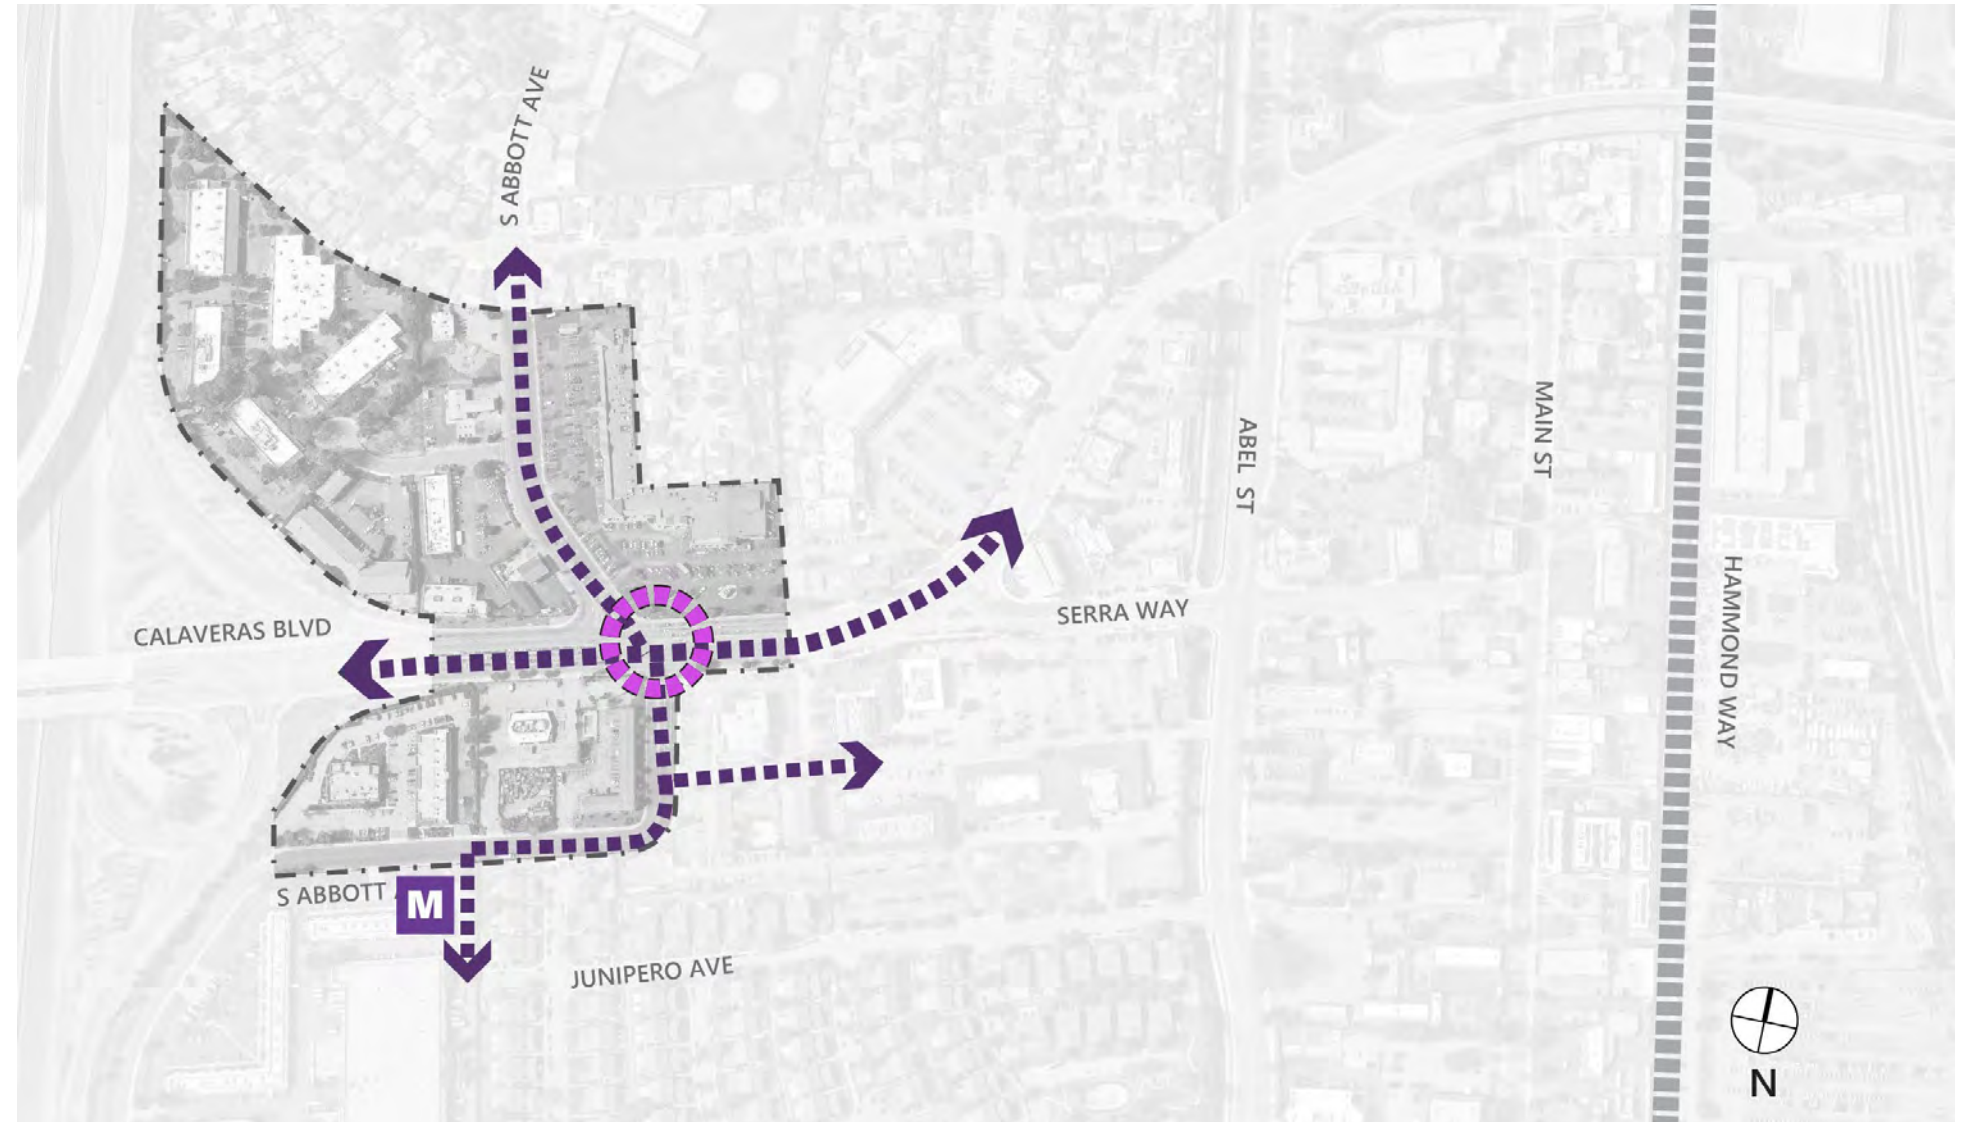 S ABBOTT AVE
CALAVERAS BLVD
SERRA WAY
ABEL ST
MAIN ST
HAMMOND WAY
S ABBOTT
M
JUNIPERO AVE
N